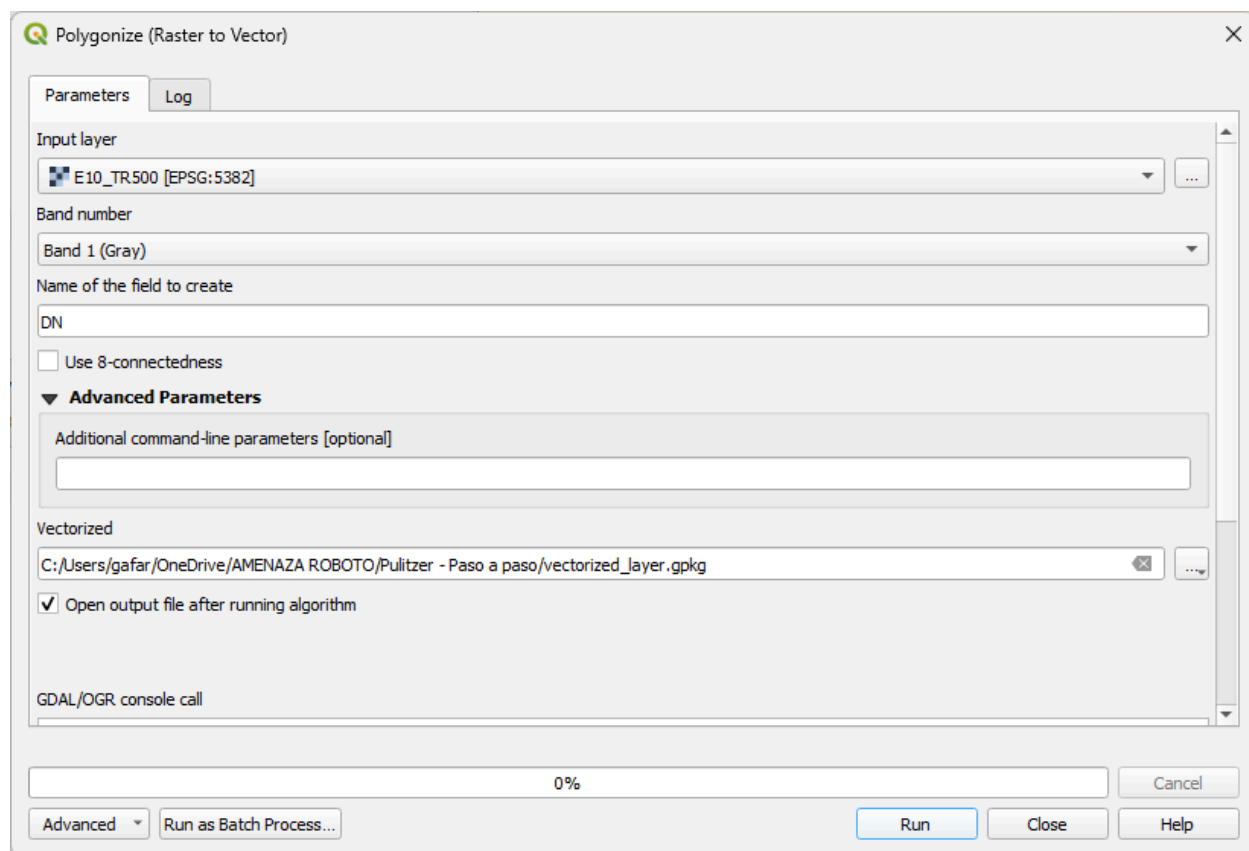 Polygonize (Raster to Vector)
Parameters Log
Input layer
E10_TR500 [EPSG:5382]
...
Band number
Band 1 (Gray)
Name of the field to create
DN
Use 8-connectedness
Advanced Parameters
Additional command-line parameters [optional]
Vectorized
C:/Users/gafar/OneDrive/AMENAZA ROBOTO/Pulitzer - Paso a paso/vectorized_layer.gpkg
...
Open output file after running algorithm
GDAL/OGR console call
0% Cancel
Advanced Run as Batch Process... Run Close Help